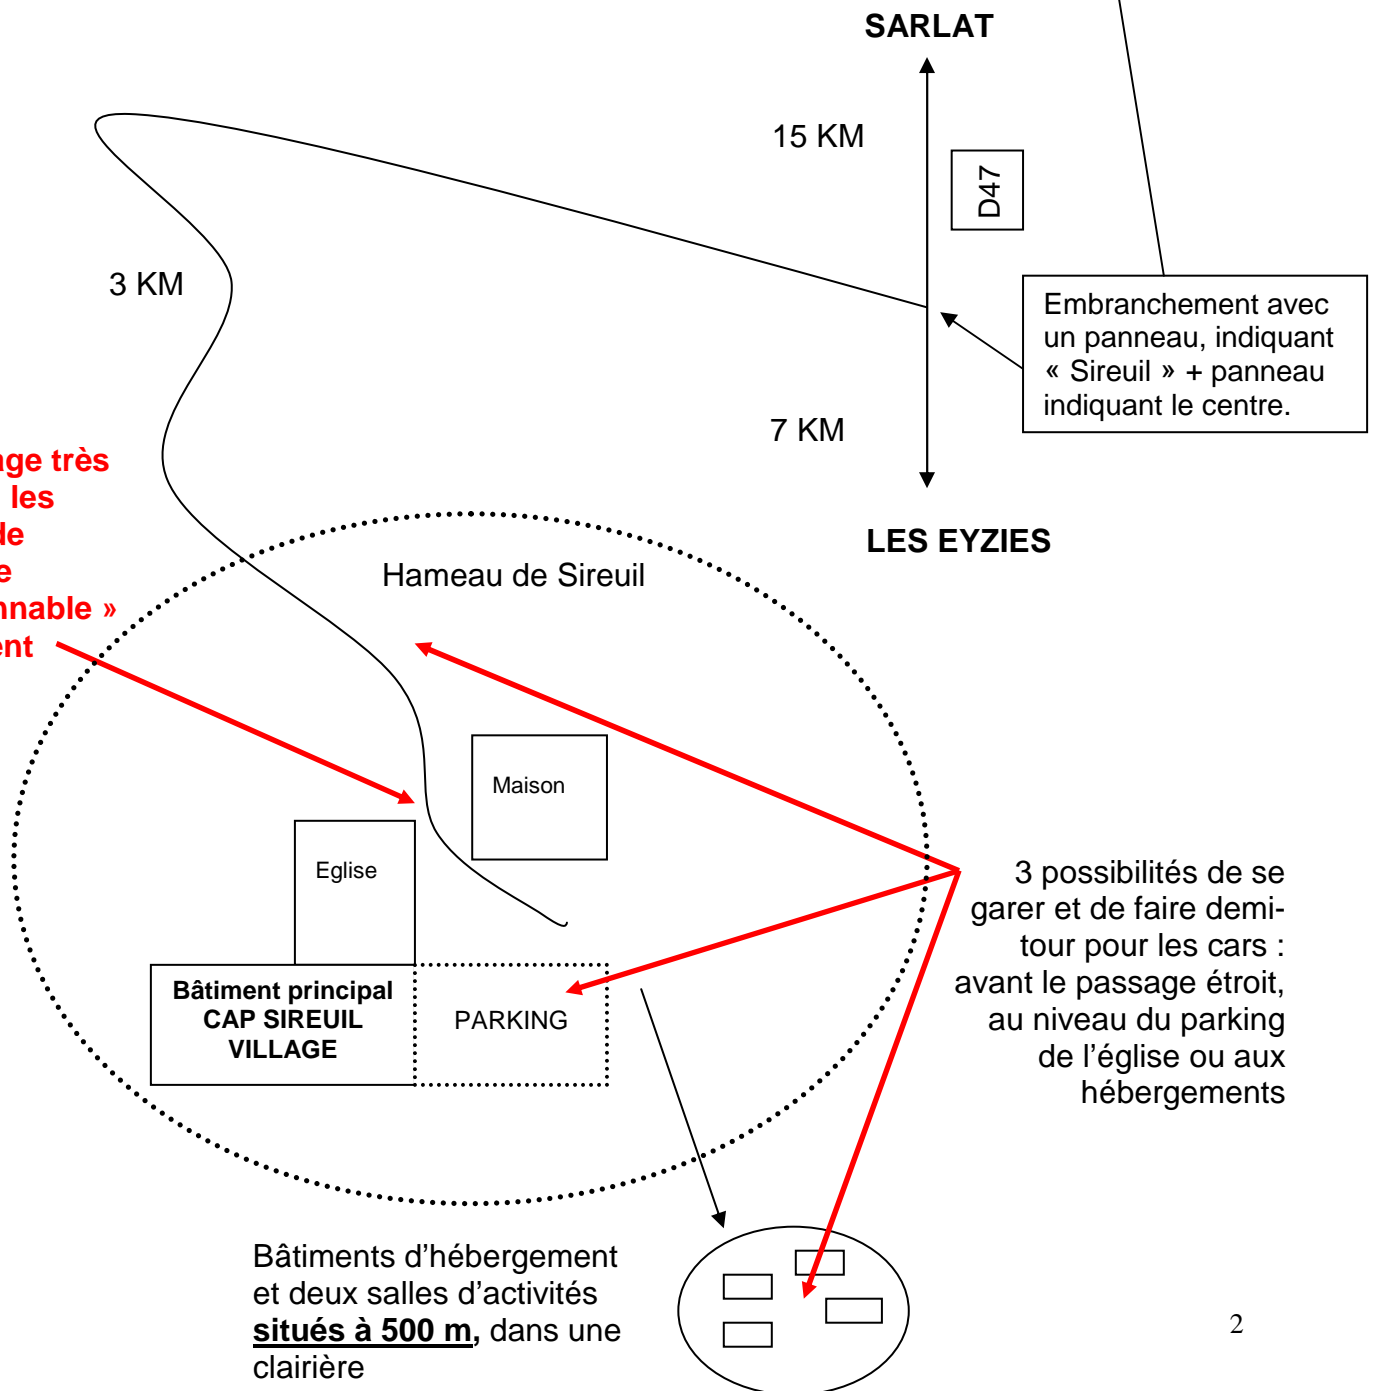 SARLAT
15 KM
D47
3 KM
Embranchement avec
un panneau, indiquant
« Sireuil » + panneau
indiquant le centre.
7 KM
très
les
LES EYZIES
Hameau de Sireuil
Maison
Eglise
3 possibilités de se
garer et de faire demi-
tour pour les cars :
avant le passage étroit,
au niveau du parking
de l’église ou aux
hébergements
Bâtiment principal
CAP SIREUIL
VILLAGE
PARKING
Bâtiments d’hébergement
et deux salles d’activités
situés à 500 m, dans une
clairière
2